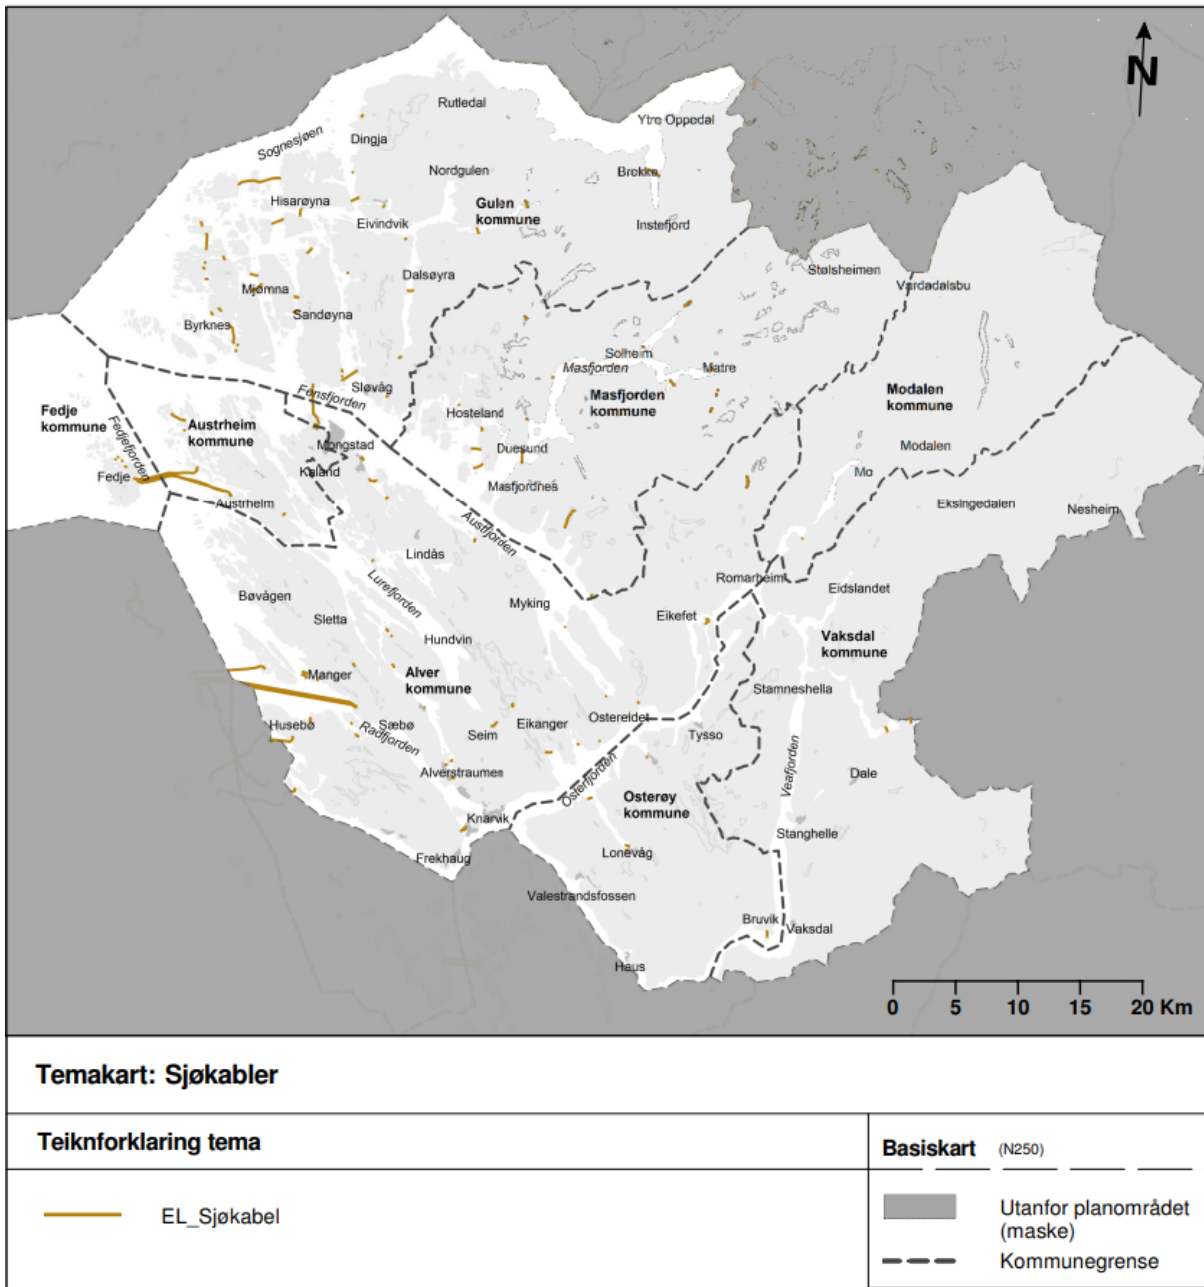 N
Rutledal
Ytre Oppedal
Dingja
Sognesjøen
Nordgulen
Brekke
Hisarøyna
Gulen
kommune
Eivindvik
Instefjord
Dalsøyra
Stølsheimen
Vardadalsbu
Mjømna
Sandøyna
Byrknes
Solheim
Masfjorden
Matre
Sløvåg
Fensfjorden
Masfjorden
kommune
Modalen
kommune
Fedje
kommune
Austrheim
kommune
Hosteland
Fedjefjorden
Mongstad
Duesund
Modalen
Kaland
Mo
Fedje
Masfjordnes
Austrheim
Eksingedalen
Nesheim
Austfjorden
Lindås
Romarheim
Lurefjorden
Eidslandet
Bøvågen
Myking
Sletta
Eikefet
Hundvin
Vaksdal
kommune
Manger
Alver
kommune
Stamneshella
Husebø
Sæbø
Eikanger
Ostereidet
Radfjorden
Seim
Tysso
Veafjorden
Alverstraumen
Osterfjorden
Dale
Osterøy
kommune
Knarvik
Stanghelle
Frekhaug
Lonevåg
Valestrandsfossen
Bruvik
Vaksdal
Haus
0 5 10 15 20 Km
Temakart: Sjøkabler
Teiknforklaring tema
EL_Sjøkabel
Basiskart (N250)
Utanfor planområdet
(maske)
Kommunegrense